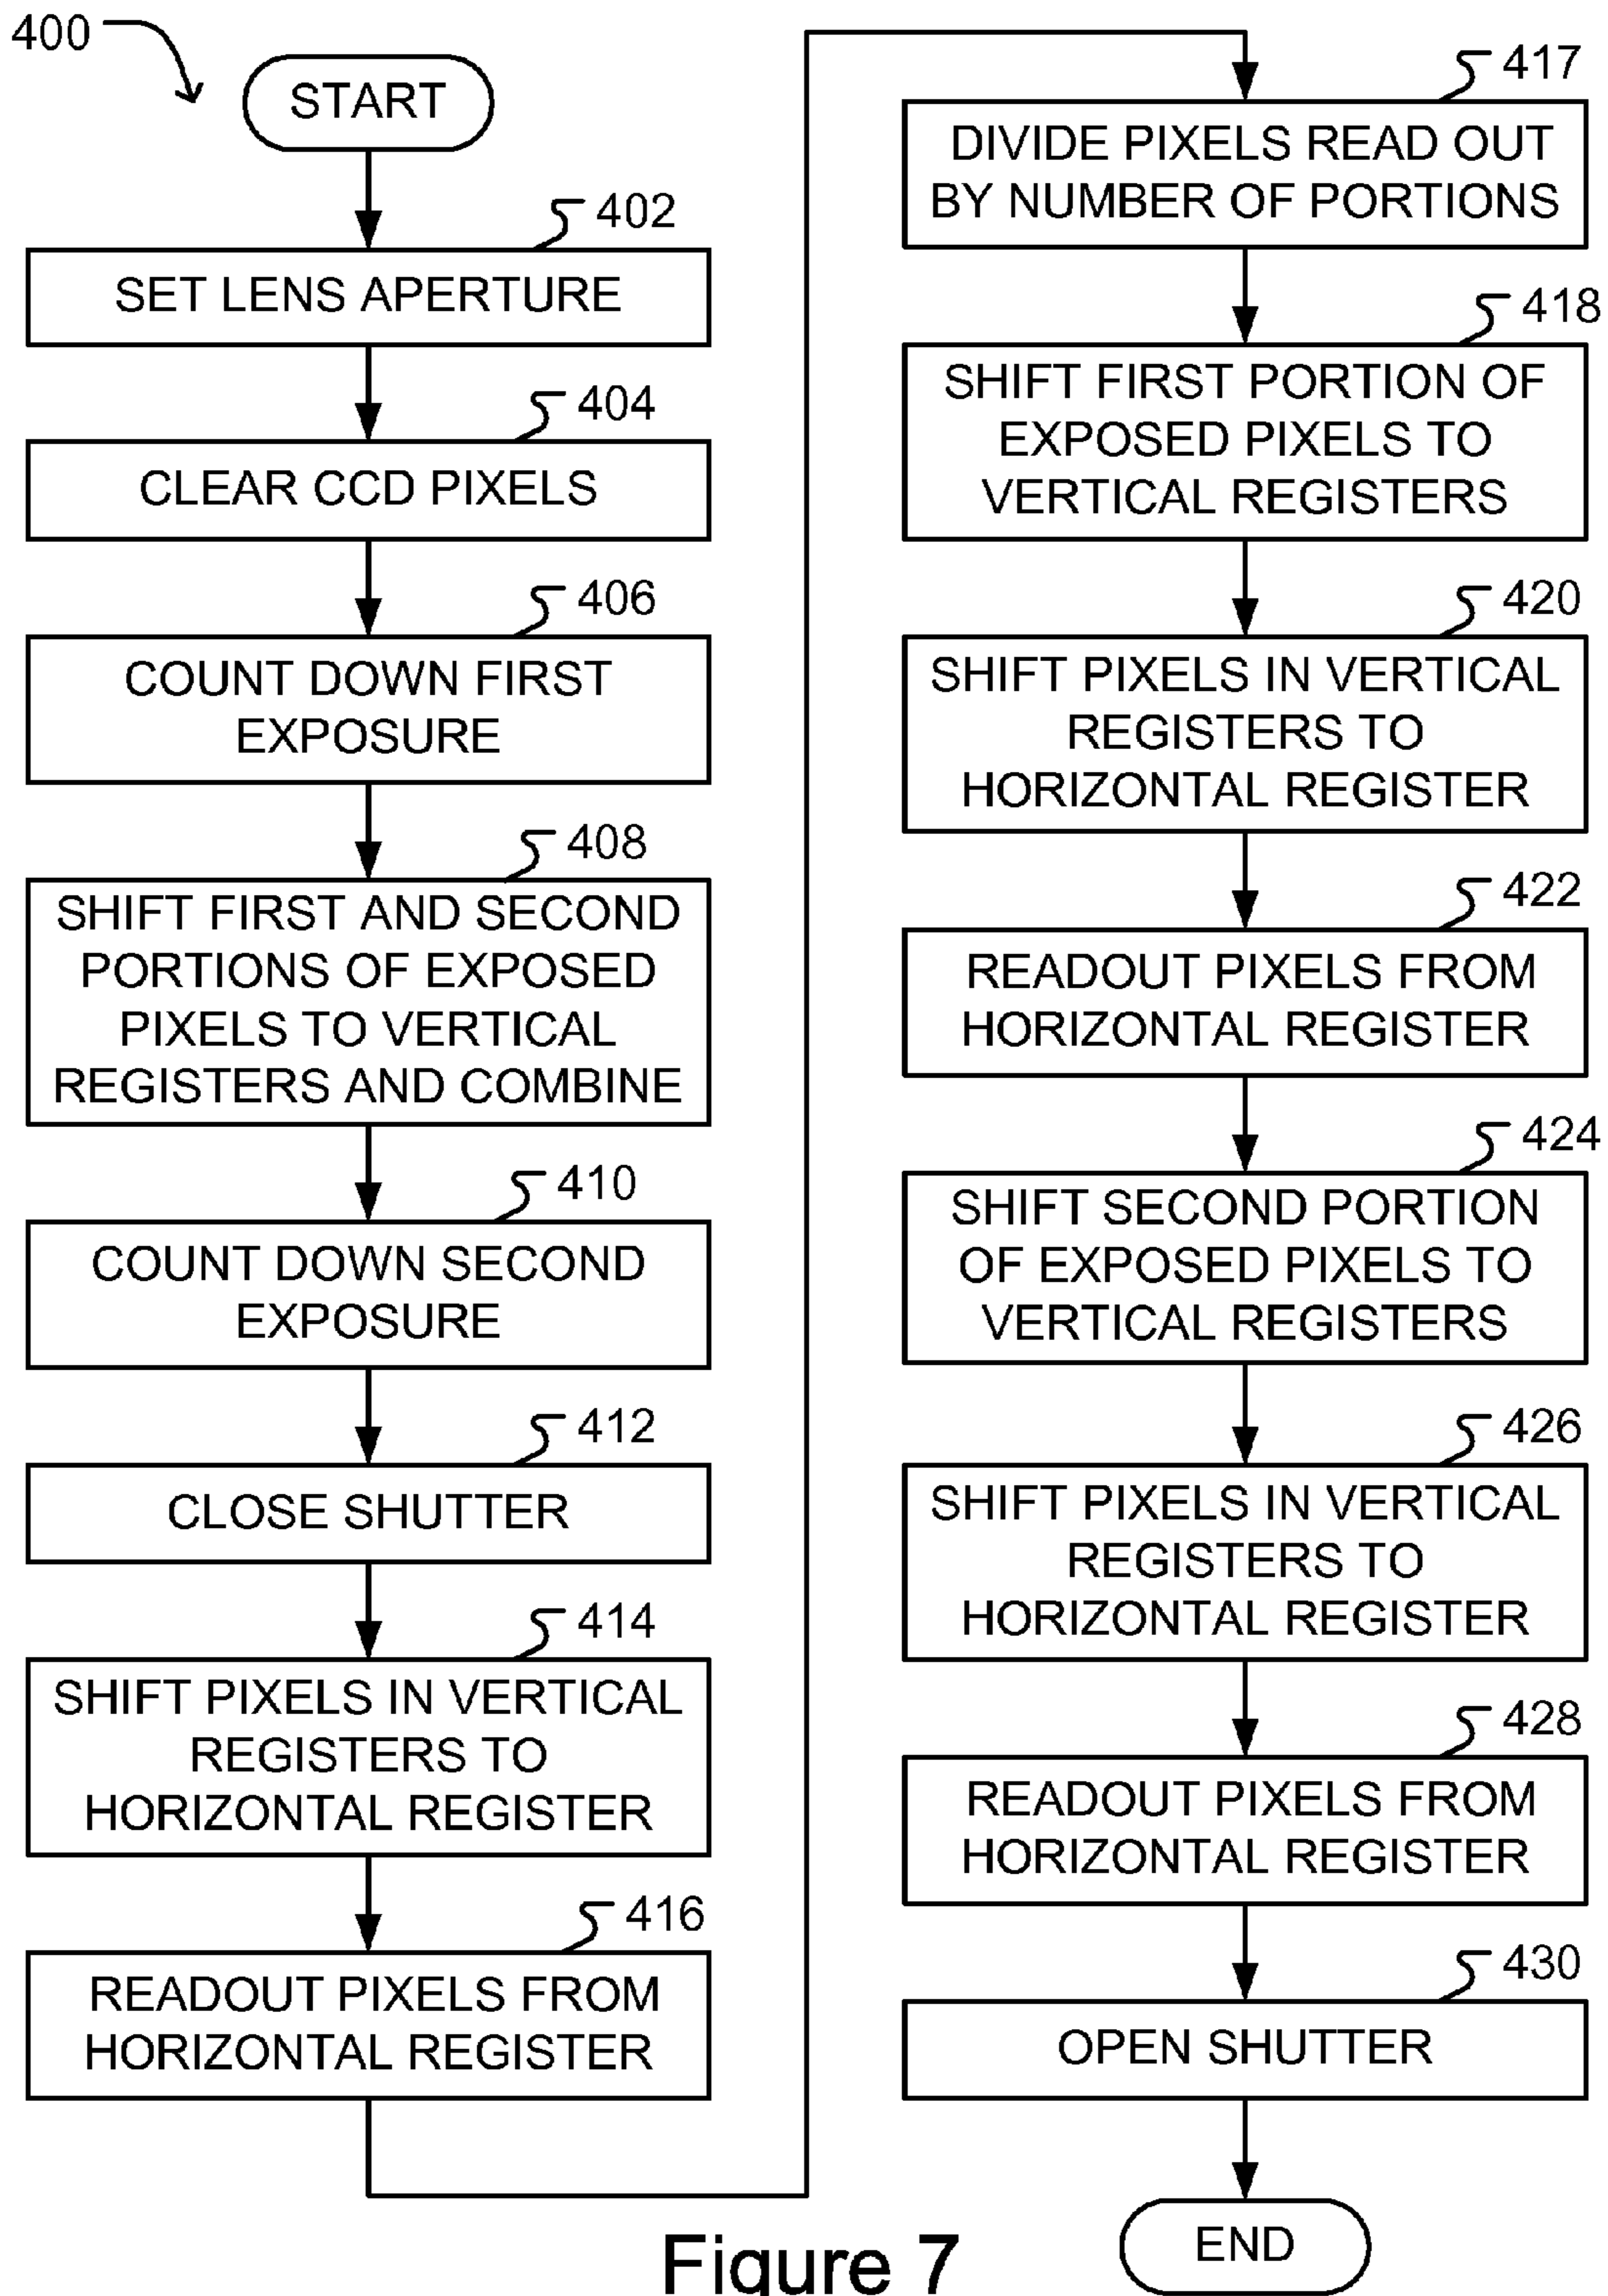 400
START
402
SET LENS APERTURE
404
CLEAR CCD PIXELS
406
COUNT DOWN FIRST
EXPOSURE
408
SHIFT FIRST AND SECOND
PORTIONS OF EXPOSED
PIXELS TO VERTICAL
REGISTERS AND COMBINE
410
COUNT DOWN SECOND
EXPOSURE
412
CLOSE SHUTTER
414
SHIFT PIXELS IN VERTICAL
REGISTERS TO
HORIZONTAL REGISTER
416
READOUT PIXELS FROM
HORIZONTAL REGISTER
417
DIVIDE PIXELS READ OUT
BY NUMBER OF PORTIONS
418
SHIFT FIRST PORTION OF
EXPOSED PIXELS TO
VERTICAL REGISTERS
420
SHIFT PIXELS IN VERTICAL
REGISTERS TO
HORIZONTAL REGISTER
422
READOUT PIXELS FROM
HORIZONTAL REGISTER
424
SHIFT SECOND PORTION
OF EXPOSED PIXELS TO
VERTICAL REGISTERS
426
SHIFT PIXELS IN VERTICAL
REGISTERS TO
HORIZONTAL REGISTER
428
READOUT PIXELS FROM
HORIZONTAL REGISTER
430
OPEN SHUTTER
END
Figure 7